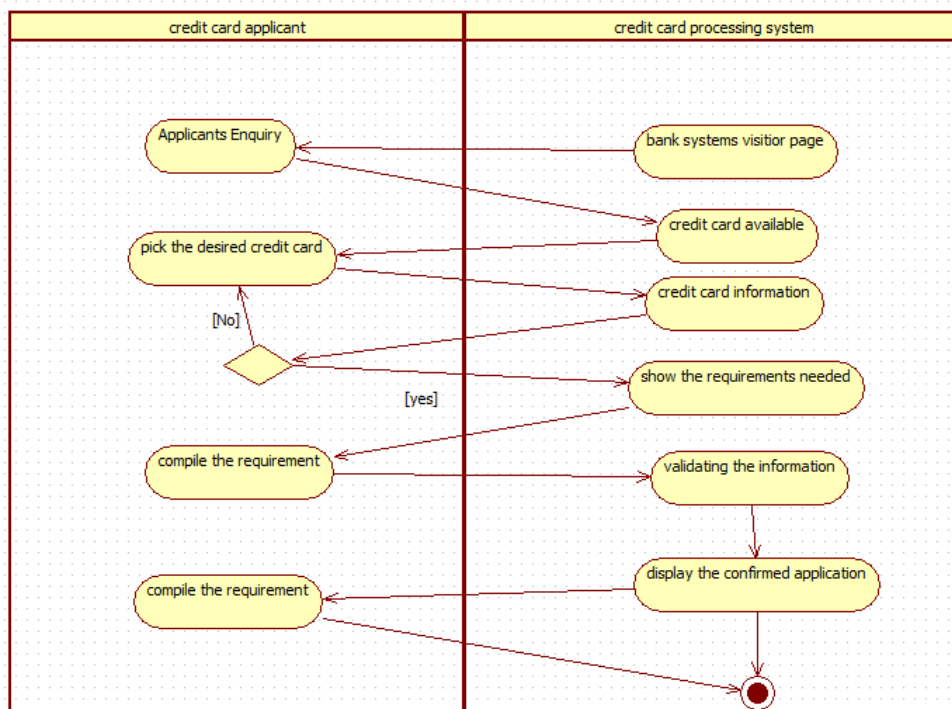 credit card applicant
credit card processing system
Applicants Enquiry
bank systems visitior page
credit card available
pick the desired credit card
credit card information
[No]
show the requirements needed
[yes]
compile the requirement
validating the information
display the confirmed application
compile the requirement